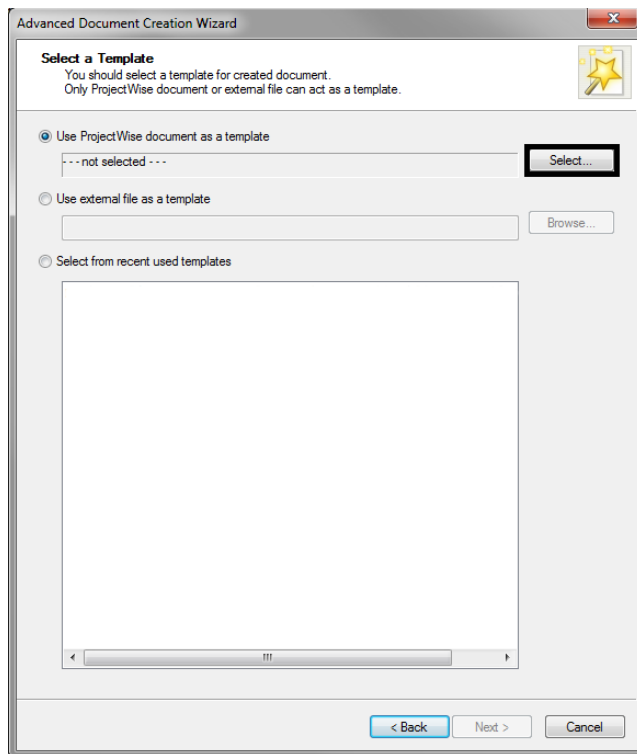 Advanced Document Creation Wizard
Select a Template
You should select a template for created document.
Only ProjectWise document or external file can act as a template.
Use ProjectWise document as a template
- - - not selected - - -
Select...
Use external file as a template
Browse...
Select from recent used templates
< Back
Next >
Cancel